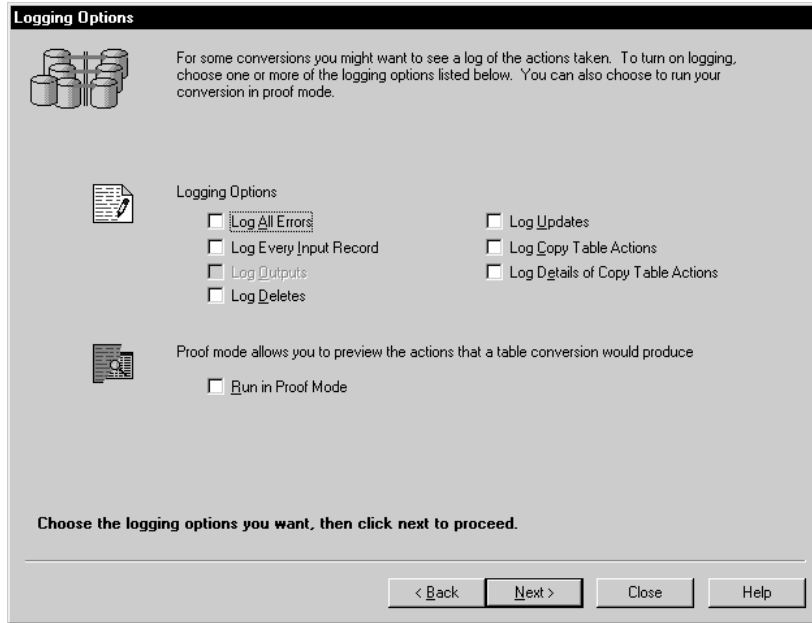 Logging Options
For some conversions you might want to see a log of the actions taken. To turn on logging,
choose one or more of the logging options listed below. You can also choose to run your
conversion in proof mode.
Logging Options
Log All Errors
Log Every Input Record
Log Outputs
Log Deletes
Log Updates
Log Copy Table Actions
Log Details of Copy Table Actions
Proof mode allows you to preview the actions that a table conversion would produce
Run in Proof Mode
Choose the logging options you want, then click next to proceed.
< Back
Next >
Close
Help